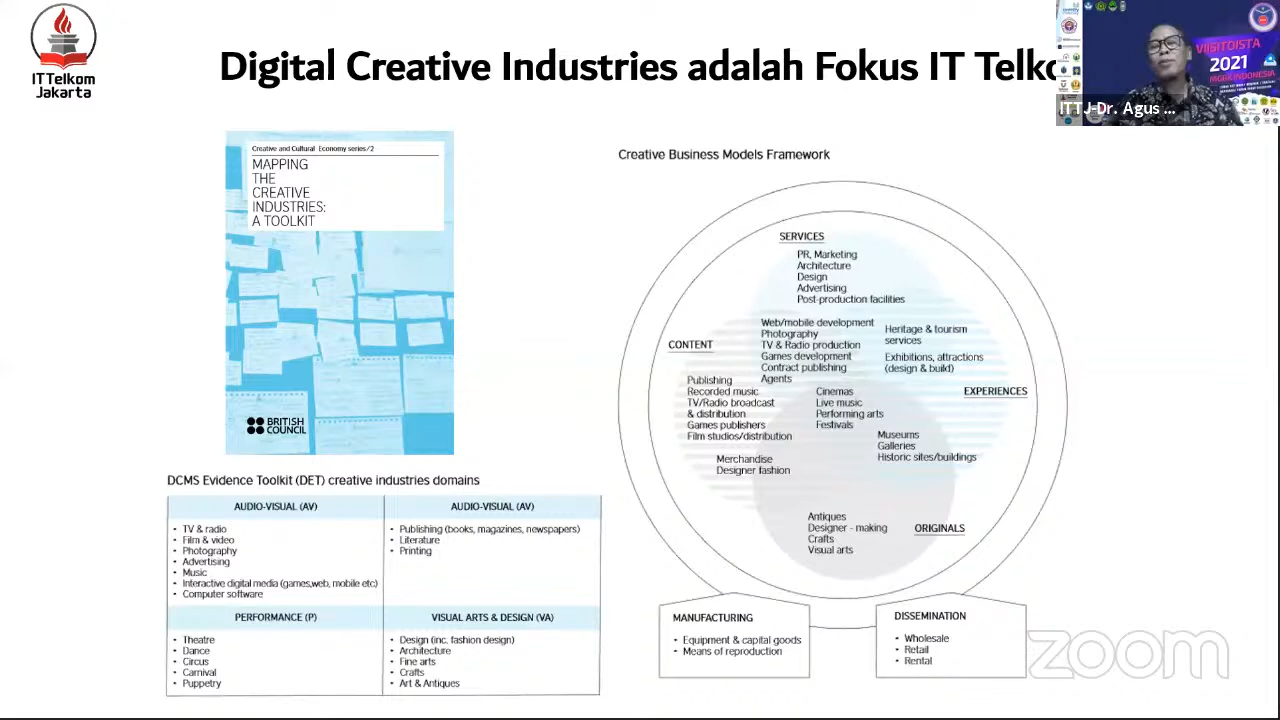 IT Telkom
Jakarta
Digital Creative Industries adalah Fokus IT Telko
VIISITOISTA
2021
ITTJ-Dr. Agus ...
Creative and Cultural Economy series/2
MAPPING
THE
CREATIVE
INDUSTRIES:
A TOOLKIT
BRITISH
COUNCIL
DCMS Evidence Toolkit (DET) creative industries domains
AUDIO-VISUAL (AV)
• TV & radio
• Film & video
• Photography
• Advertising
• Music
• Interactive digital media (games,web, mobile etc)
• Computer software
AUDIO-VISUAL (AV)
• Publishing (books, magazines, newspapers)
• Literature
• Printing
PERFORMANCE (P)
• Theatre
• Dance
• Circus
• Carnival
• Puppetry
VISUAL ARTS & DESIGN (VA)
• Design (inc. fashion design)
• Architecture
• Fine arts
• Crafts
• Art & Antiques
Creative Business Models Framework
SERVICES
PR, Marketing
Architecture
Design
Advertising
Post-production facilities
Web/mobile development
Photography
TV & Radio production
Games development
Contract publishing
Agents
Heritage & tourism
services
Exhibitions, attractions
(design & build)
CONTENT
Publishing
Recorded music
TV/Radio broadcast
& distribution
Games publishers
Film studios/distribution
Cinemas
Live music
Performing arts
Festivals
EXPERIENCES
Museums
Galleries
Historic sites/buildings
Merchandise
Designer fashion
Antiques
Designer - making
Crafts
Visual arts
ORIGINALS
MANUFACTURING
• Equipment & capital goods
• Means of reproduction
DISSEMINATION
• Wholesale
• Retail
• Rental
zoom